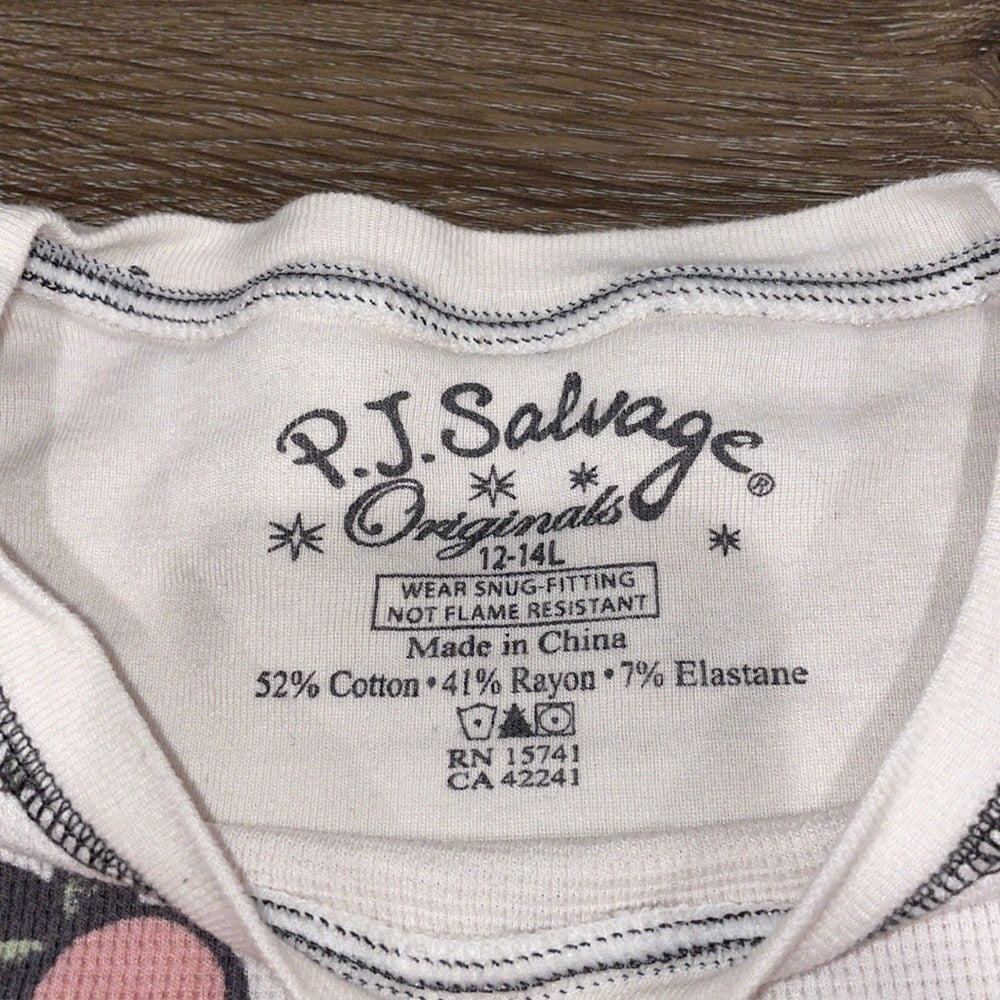 P.J. Salvage®
Originals
12-14L
WEAR SNUG-FITTING
NOT FLAME RESISTANT
Made in China
52% Cotton • 41% Rayon • 7% Elastane
RN 15741
CA 42241